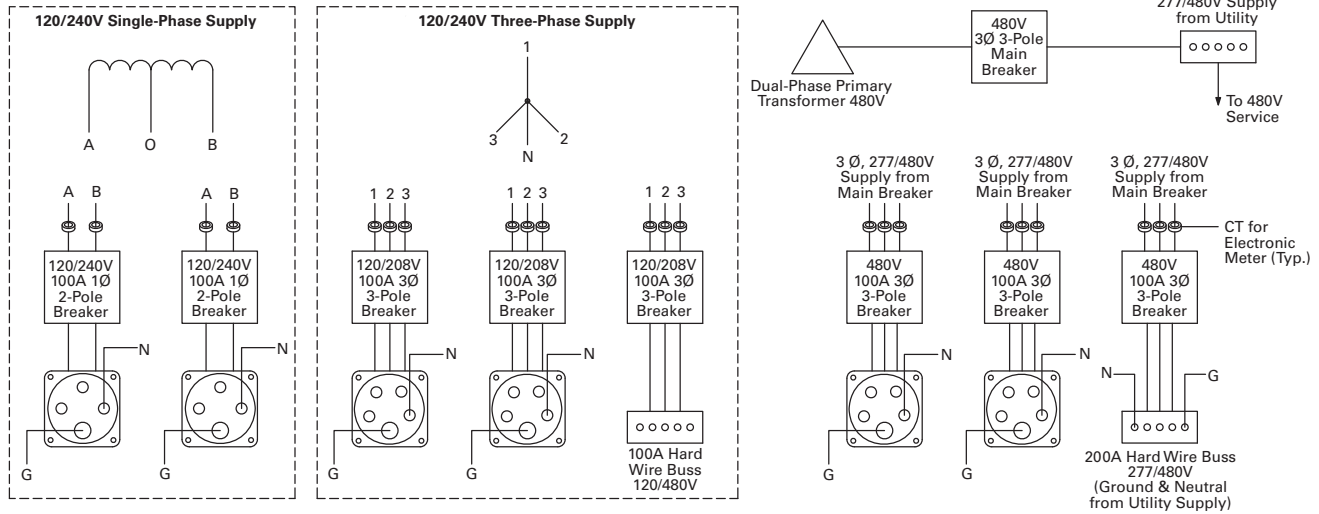 120/240V Single-Phase Supply
A O B
A B
A B
120/240V
100A 1Ø
2-Pole
Breaker
120/240V
100A 1Ø
2-Pole
Breaker
N
N
G
G
120/240V Three-Phase Supply
1
3
2
N
1 2 3
1 2 3
1 2 3
120/208V
100A 3Ø
3-Pole
Breaker
120/208V
100A 3Ø
3-Pole
Breaker
120/208V
100A 3Ø
3-Pole
Breaker
N
N
G
G
100A Hard
Wire Buss
120/480V
Dual-Phase Primary
Transformer 480V
480V
3Ø 3-Pole
Main
Breaker
277/480V Supply
from Utility
To 480V
Service
3 Ø, 277/480V
Supply from
Main Breaker
3 Ø, 277/480V
Supply from
Main Breaker
3 Ø, 277/480V
Supply from
Main Breaker
CT for
Electronic
Meter (Typ.)
480V
100A 3Ø
3-Pole
Breaker
480V
100A 3Ø
3-Pole
Breaker
480V
100A 3Ø
3-Pole
Breaker
N
N
N
G
G
G
200A Hard Wire Buss
277/480V
(Ground & Neutral
from Utility Supply)